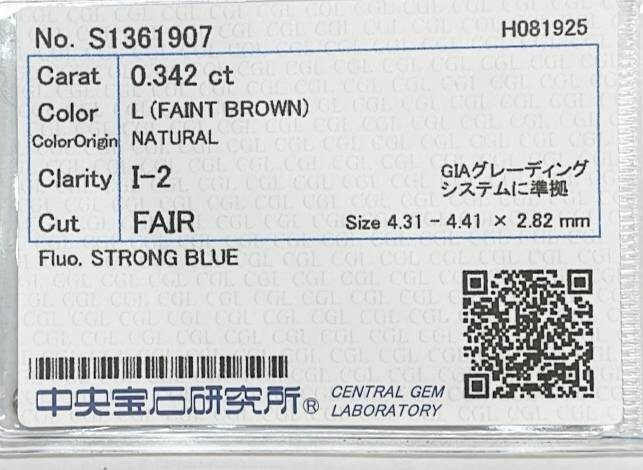 No. S1361907 H081925
Carat 0.342 ct
Color L (FAINT BROWN)
ColorOrigin NATURAL
Clarity I-2 GIAグレーディング
システムに準拠
Cut FAIR Size 4.31 - 4.41 × 2.82 mm
Fluo. STRONG BLUE
中央宝石研究所® CENTRAL GEM
LABORATORY